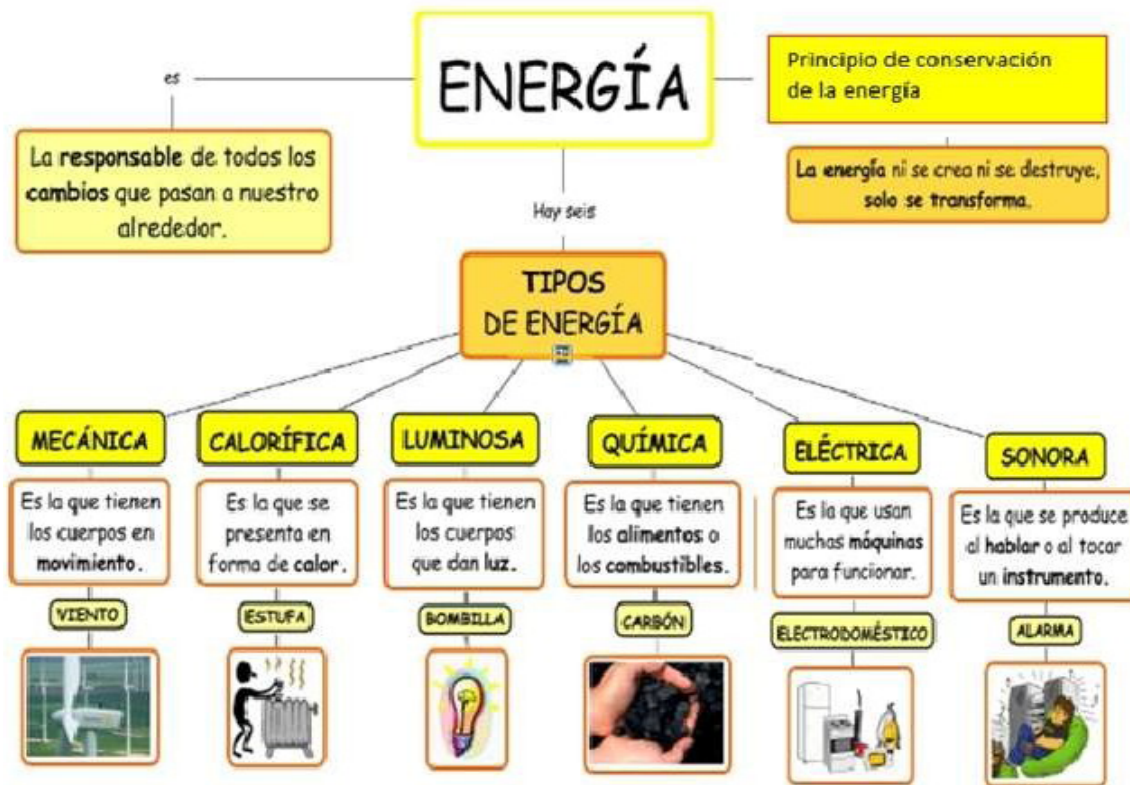 ENERGÍA
Principio de conservación
de la energía
es
La responsable de todos los
cambios que pasan a nuestro
alrededor.
La energía ni se crea ni se destruye,
solo se transforma.
Hay seis
TIPOS
DE ENERGÍA
MECÁNICA
Es la que tienen
los cuerpos en
movimiento.
VIENTO
CALORÍFICA
Es la que se
presenta en
forma de calor.
ESTUFA
LUMINOSA
Es la que tienen
los cuerpos
que dan luz.
BOMBILLA
QUÍMICA
Es la que tienen
los alimentos o
los combustibles.
CARBÓN
ELÉCTRICA
Es la que usan
muchas máquinas
para funcionar.
ELECTRODOMÉSTICO
SONORA
Es la que se produce
al hablar o al tocar
un instrumento.
ALARMA